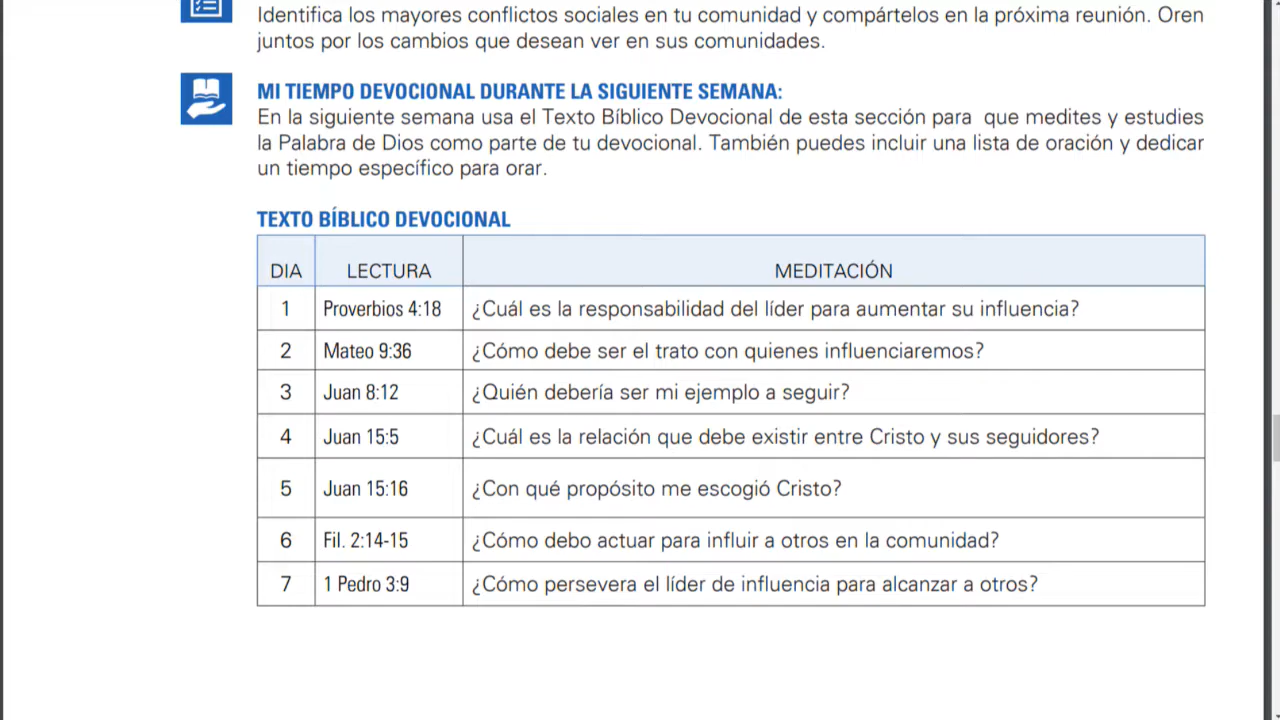 Identifica los mayores conflictos sociales en tu comunidad y compártelos en la próxima reunión. Oren
juntos por los cambios que desean ver en sus comunidades.
MI TIEMPO DEVOCIONAL DURANTE LA SIGUIENTE SEMANA:
En la siguiente semana usa el Texto Bíblico Devocional de esta sección para que medites y estudies
la Palabra de Dios como parte de tu devocional. También puedes incluir una lista de oración y dedicar
un tiempo específico para orar.
TEXTO BÍBLICO DEVOCIONAL
DIA LECTURA MEDITACIÓN
1 Proverbios 4:18 ¿Cuál es la responsabilidad del líder para aumentar su influencia?
2 Mateo 9:36 ¿Cómo debe ser el trato con quienes influenciaremos?
3 Juan 8:12 ¿Quién debería ser mi ejemplo a seguir?
4 Juan 15:5 ¿Cuál es la relación que debe existir entre Cristo y sus seguidores?
5 Juan 15:16 ¿Con qué propósito me escogió Cristo?
6 Fil. 2:14-15 ¿Cómo debo actuar para influir a otros en la comunidad?
7 1 Pedro 3:9 ¿Cómo persevera el líder de influencia para alcanzar a otros?